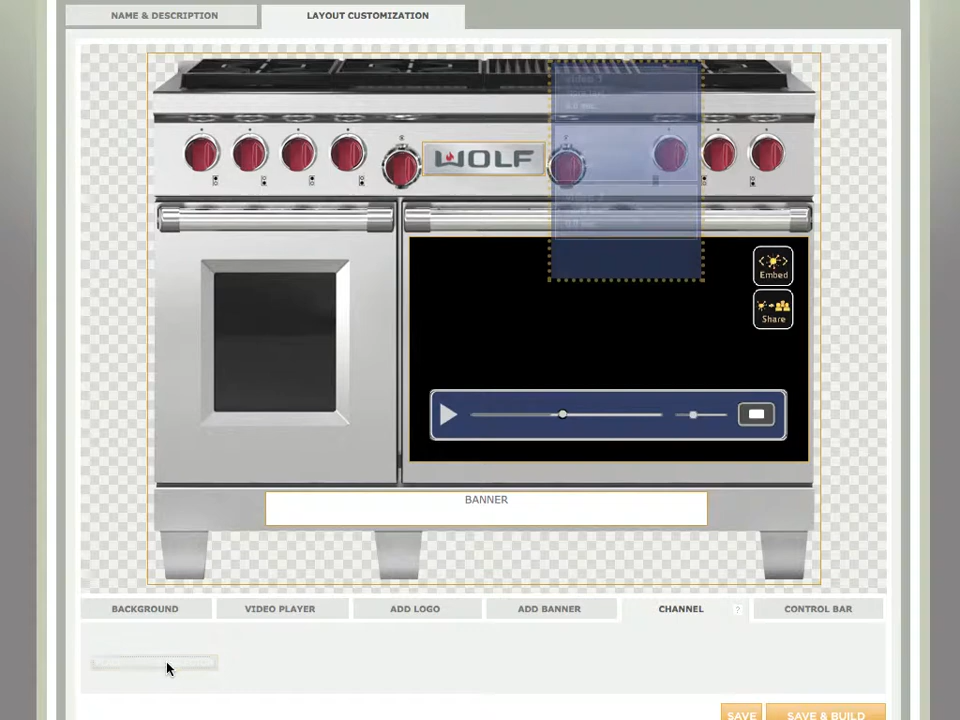 NAME & DESCRIPTION
LAYOUT CUSTOMIZATION
WOLF
Embed
Share
BANNER
BACKGROUND
VIDEO PLAYER
ADD LOGO
ADD BANNER
CHANNEL
?
CONTROL BAR
SAVE
SAVE & BUILD